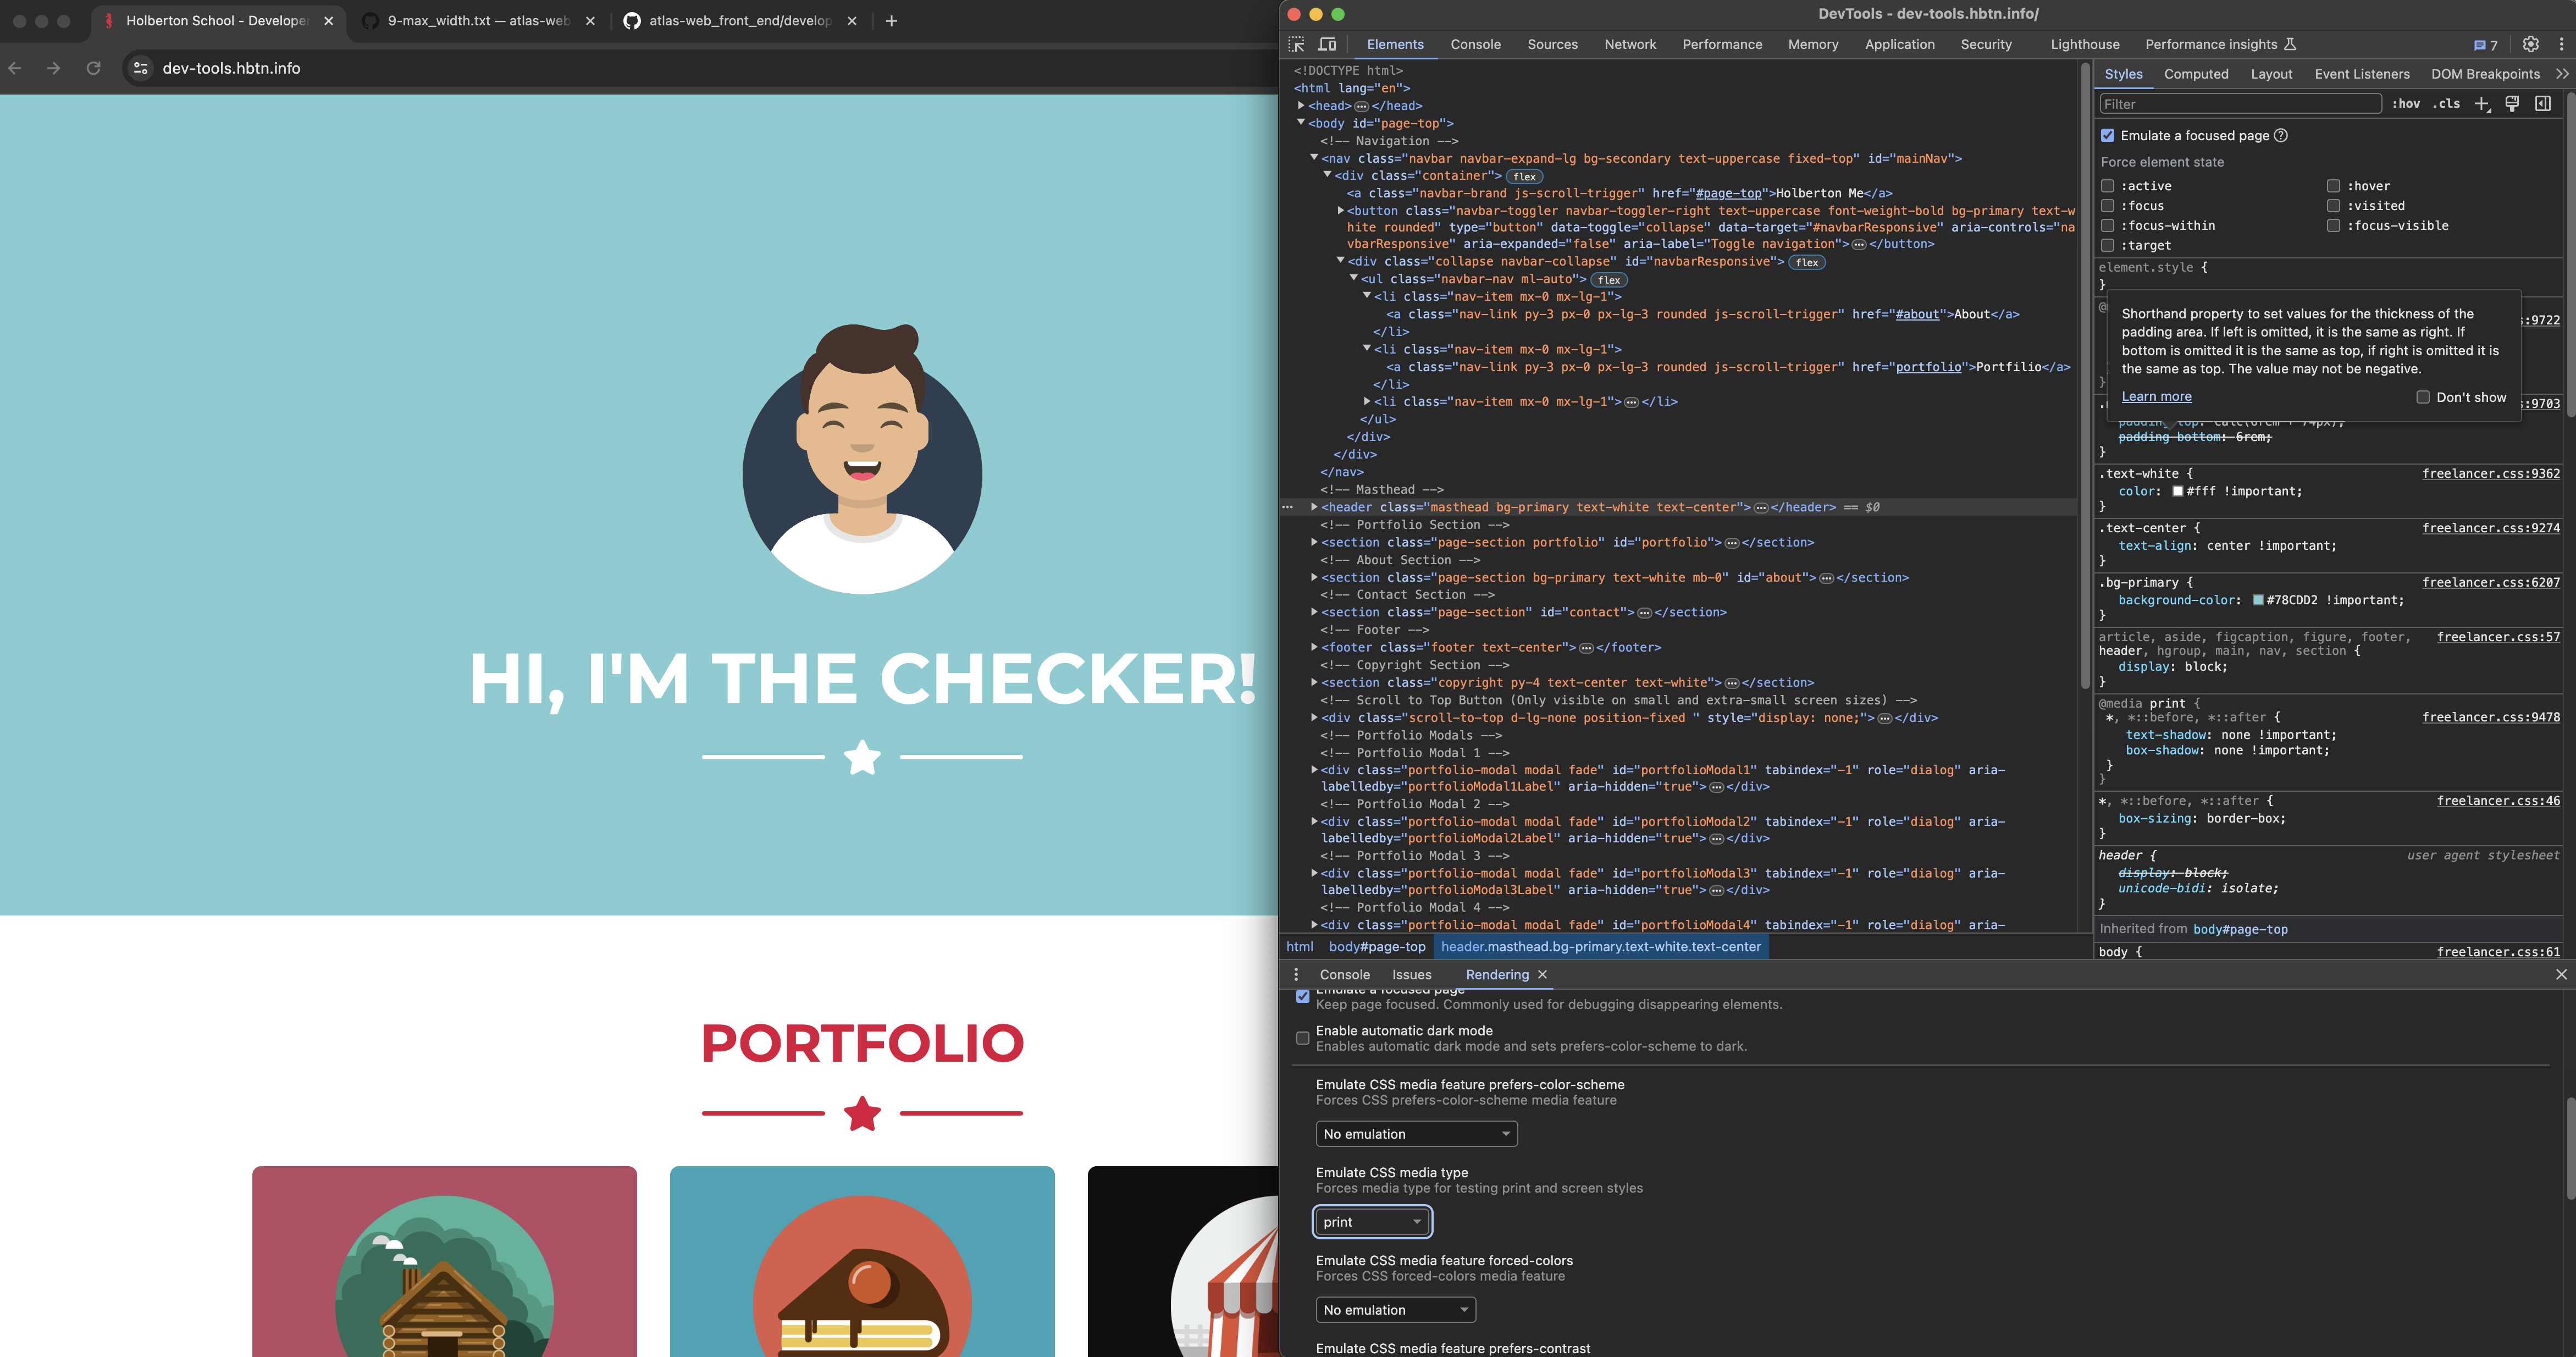 Holberton School - Develope
9-max_width.txt — atlas-web
atlas-web_front_end/develop
dev-tools.hbtn.info
HI, I'M THE CHECKER!
PORTFOLIO
DevTools - dev-tools.hbtn.info/
Elements Console Sources Network Performance Memory Application Security Lighthouse Performance insights 7
<!DOCTYPE html>
<html lang="en">
<head></head>
<body id="page-top">
<!-- Navigation -->
<nav class="navbar navbar-expand-lg bg-secondary text-uppercase fixed-top" id="mainNav">
<div class="container"> flex
<a class="navbar-brand js-scroll-trigger" href="#page-top">Holberton Me</a>
<button class="navbar-toggler navbar-toggler-right text-uppercase font-weight-bold bg-primary text-w
hite rounded" type="button" data-toggle="collapse" data-target="#navbarResponsive" aria-controls="na
vbarResponsive" aria-expanded="false" aria-label="Toggle navigation"></button>
<div class="collapse navbar-collapse" id="navbarResponsive"> flex
<ul class="navbar-nav ml-auto"> flex
<li class="nav-item mx-0 mx-lg-1">
<a class="nav-link py-3 px-0 px-lg-3 rounded js-scroll-trigger" href="#about">About</a>
</li>
<li class="nav-item mx-0 mx-lg-1">
<a class="nav-link py-3 px-0 px-lg-3 rounded js-scroll-trigger" href="portfolio">Portfilio</a>
</li>
<li class="nav-item mx-0 mx-lg-1"></li>
</ul>
</div>
</div>
</nav>
<!-- Masthead -->
<header class="masthead bg-primary text-white text-center"></header> == $0
<!-- Portfolio Section -->
<section class="page-section portfolio" id="portfolio"></section>
<!-- About Section -->
<section class="page-section bg-primary text-white mb-0" id="about"></section>
<!-- Contact Section -->
<section class="page-section" id="contact"></section>
<!-- Footer -->
<footer class="footer text-center"></footer>
<!-- Copyright Section -->
<section class="copyright py-4 text-center text-white"></section>
<!-- Scroll to Top Button (Only visible on small and extra-small screen sizes) -->
<div class="scroll-to-top d-lg-none position-fixed " style="display: none;"></div>
<!-- Portfolio Modals -->
<!-- Portfolio Modal 1 -->
<div class="portfolio-modal modal fade" id="portfolioModal1" tabindex="-1" role="dialog" aria-
labelledby="portfolioModal1Label" aria-hidden="true"></div>
<!-- Portfolio Modal 2 -->
<div class="portfolio-modal modal fade" id="portfolioModal2" tabindex="-1" role="dialog" aria-
labelledby="portfolioModal2Label" aria-hidden="true"></div>
<!-- Portfolio Modal 3 -->
<div class="portfolio-modal modal fade" id="portfolioModal3" tabindex="-1" role="dialog" aria-
labelledby="portfolioModal3Label" aria-hidden="true"></div>
<!-- Portfolio Modal 4 -->
<div class="portfolio-modal modal fade" id="portfolioModal4" tabindex="-1" role="dialog" aria-
html body#page-top header.masthead.bg-primary.text-white.text-center
Styles Computed Layout Event Listeners DOM Breakpoints
Filter :hov .cls
Emulate a focused page
Force element state
:active :hover
:focus :visited
:focus-within :focus-visible
:target
element.style {
}
Shorthand property to set values for the thickness of the
padding area. If left is omitted, it is the same as right. If
bottom is omitted it is the same as top, if right is omitted it is
the same as top. The value may not be negative.
Learn more Don't show
:9722
:9703
padding-bottom: 6rem;
}
.text-white { freelancer.css:9362
color: #fff !important;
}
.text-center { freelancer.css:9274
text-align: center !important;
}
.bg-primary { freelancer.css:6207
background-color: #78CDD2 !important;
}
article, aside, figcaption, figure, footer, freelancer.css:57
header, hgroup, main, nav, section {
display: block;
}
@media print {
*, *::before, *::after { freelancer.css:9478
text-shadow: none !important;
box-shadow: none !important;
}
}
*, *::before, *::after { freelancer.css:46
box-sizing: border-box;
}
header { user agent stylesheet
display: block;
unicode-bidi: isolate;
}
Inherited from body#page-top
body { freelancer.css:61
Console Issues Rendering
Emulate a focused page
Keep page focused. Commonly used for debugging disappearing elements.
Enable automatic dark mode
Enables automatic dark mode and sets prefers-color-scheme to dark.
Emulate CSS media feature prefers-color-scheme
Forces CSS prefers-color-scheme media feature
No emulation
Emulate CSS media type
Forces media type for testing print and screen styles
print
Emulate CSS media feature forced-colors
Forces CSS forced-colors media feature
No emulation
Emulate CSS media feature prefers-contrast